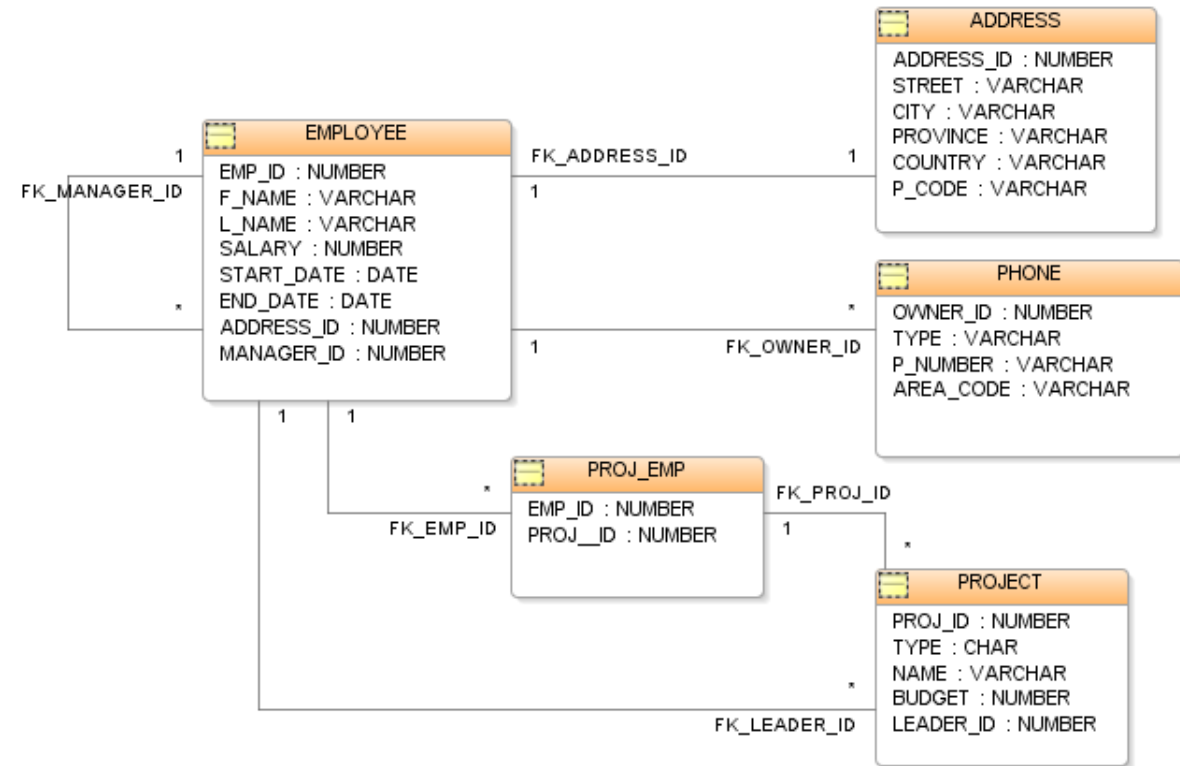 ADDRESS
ADDRESS_ID : NUMBER
STREET : VARCHAR
CITY : VARCHAR
PROVINCE : VARCHAR
COUNTRY : VARCHAR
P_CODE : VARCHAR
EMPLOYEE
EMP_ID : NUMBER
F_NAME : VARCHAR
L_NAME : VARCHAR
SALARY : NUMBER
START_DATE : DATE
END_DATE : DATE
ADDRESS_ID : NUMBER
MANAGER_ID : NUMBER
1
FK_MANAGER_ID
*
FK_ADDRESS_ID
1
1
PHONE
OWNER_ID : NUMBER
TYPE : VARCHAR
P_NUMBER : VARCHAR
AREA_CODE : VARCHAR
*
1
FK_OWNER_ID
1
1
PROJ_EMP
EMP_ID : NUMBER
PROJ__ID : NUMBER
*
FK_EMP_ID
FK_PROJ_ID
1
*
PROJECT
PROJ_ID : NUMBER
TYPE : CHAR
NAME : VARCHAR
BUDGET : NUMBER
LEADER_ID : NUMBER
*
FK_LEADER_ID